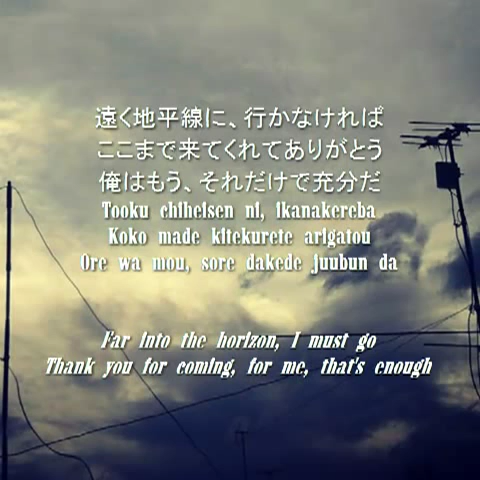 遠く地平線に、行かなければ
ここまで来てくれてありがとう
俺はもう、それだけで充分だ
Tooku chiheisen ni, ikanakereba
Koko made kitekurete arigatou
Ore wa mou, sore dakede juubun da
Far into the horizon, I must go
Thank you for coming, for me, that's enough